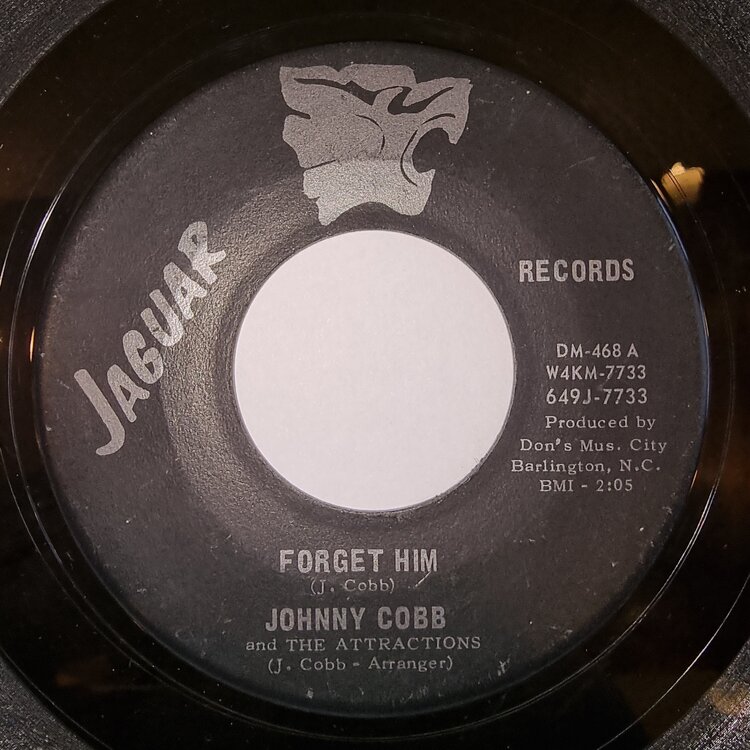 JAGUAR
RECORDS
DM-468 A
W4KM-7733
649J-7733
Produced by
Don's Mus. City
Barlington, N.C.
BMI - 2:05
FORGET HIM
(J. Cobb)
JOHNNY COBB
and THE ATTRACTIONS
(J. Cobb - Arranger)